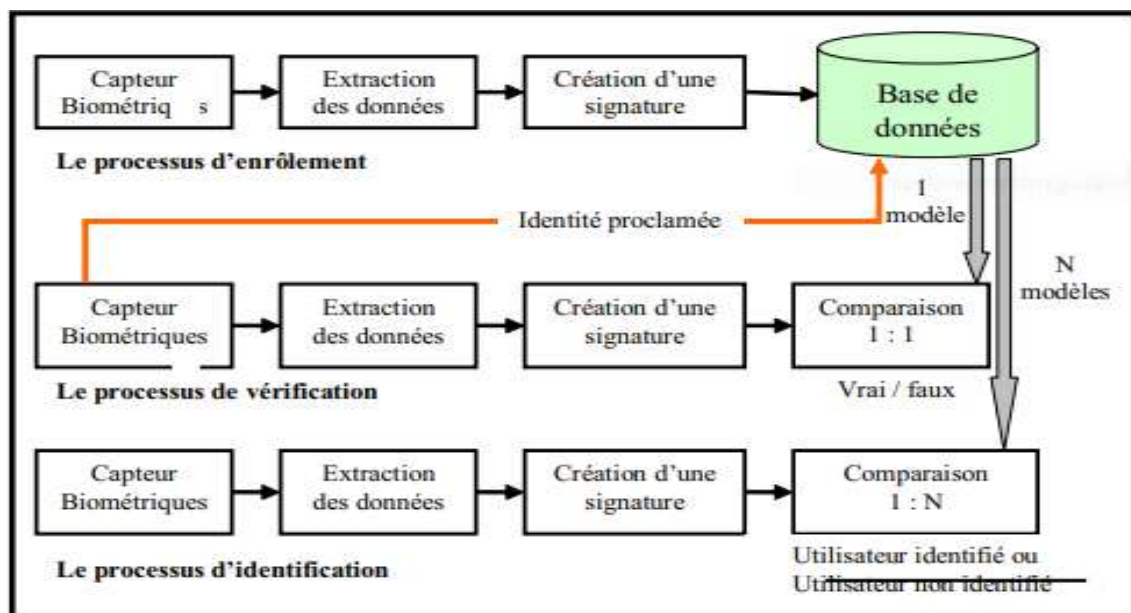 Capteur
Biométriq s
Extraction
des données
Création d'une
signature
Base de
données
Le processus d'enrôlement
1
modèle
Identité proclamée
N
modèles
Capteur
Biométriques
Extraction
des données
Création d'une
signature
Comparaison
1 : 1
Le processus de vérification
Vrai / faux
Capteur
Biométriques
Extraction
des données
Création d'une
signature
Comparaison
1 : N
Le processus d'identification
Utilisateur identifié ou
Utilisateur non identifié